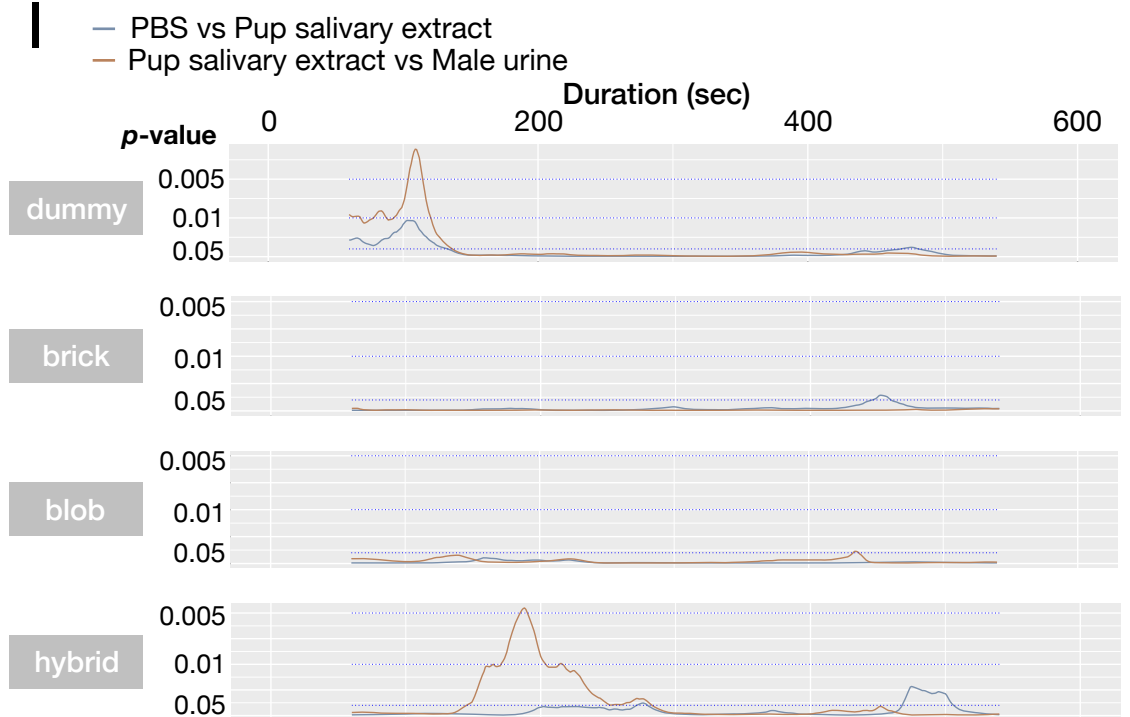 I
PBS vs Pup salivary extract
Pup salivary extract vs Male urine
Duration (sec)
0 200 400 600
p-value
dummy
0.005
0.01
0.05
brick
0.005
0.01
0.05
blob
0.005
0.01
0.05
hybrid
0.005
0.01
0.05